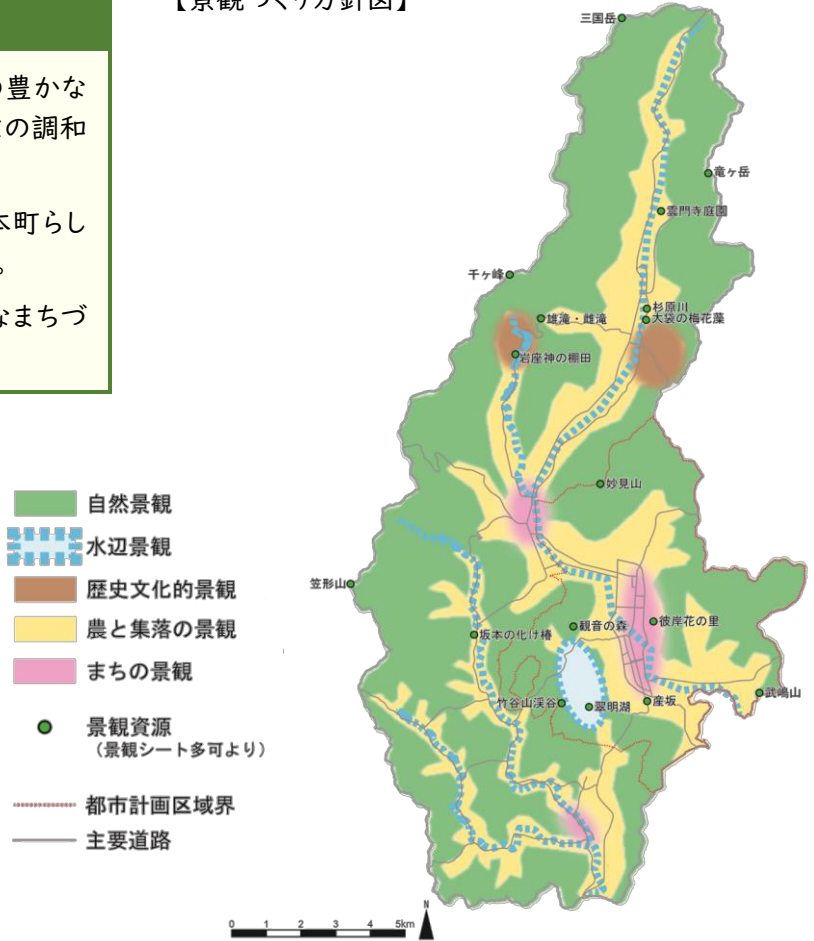 【景観づくり方針図】
の豊かな
の調和
本町らし
。
なまちづ
三国岳
竜ヶ岳
雲門寺庭園
千ヶ峰
杉原川
大袋の梅花藻
雄滝・雌滝
岩座神の棚田
妙見山
笠形山
観音の森
彼岸花の里
坂本の化け椿
竹谷山渓谷
翠明湖
産坂
武嶋山
自然景観
水辺景観
歴史文化的景観
農と集落の景観
まちの景観
景観資源
(景観シート多可より)
都市計画区域界
主要道路
0 1 2 3 4 5km
N